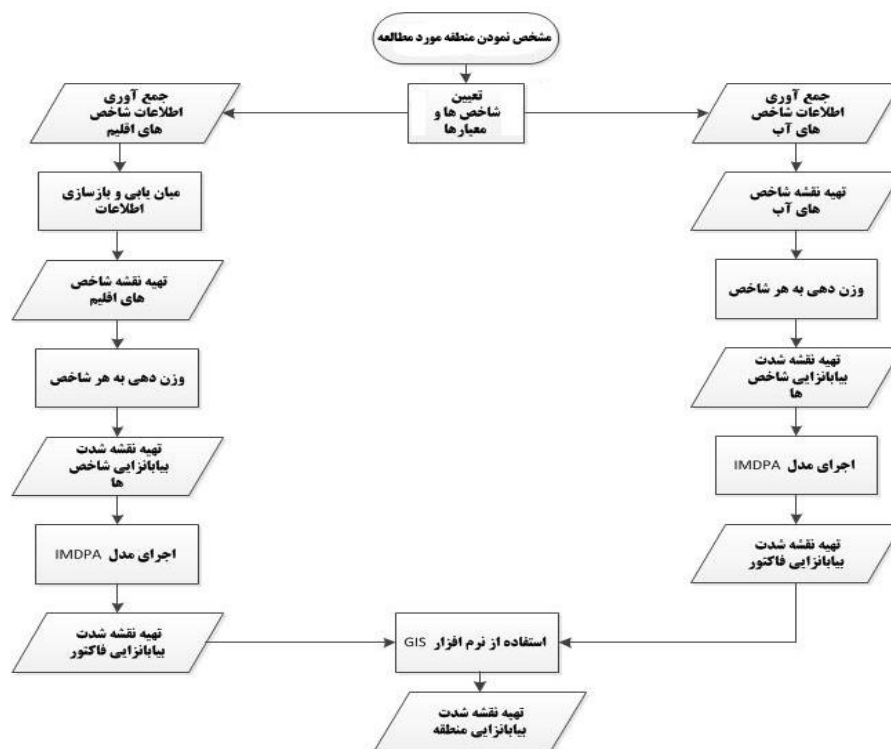 مشخص نمودن منطقه مورد مطالعه
تعیین
شاخص ها و
معیارها
جمع آوری
اطلاعات شاخص
های آب
تهیه نقشه شاخص
های آب
وزن دهی به هر شاخص
تهیه نقشه شدت
بیابانزایی شاخص
ها
اجرای مدل IMDPA
تهیه نقشه شدت
بیابانزایی فاکتور
جمع آوری
اطلاعات شاخص
های اقلیم
میان یابی و بازسازی
اطلاعات
تهیه نقشه شاخص
های اقلیم
وزن دهی به هر شاخص
تهیه نقشه شدت
بیابانزایی شاخص
ها
اجرای مدل IMDPA
تهیه نقشه شدت
بیابانزایی فاکتور
استفاده از نرم افزار GIS
تهیه نقشه شدت
بیابانزایی منطقه